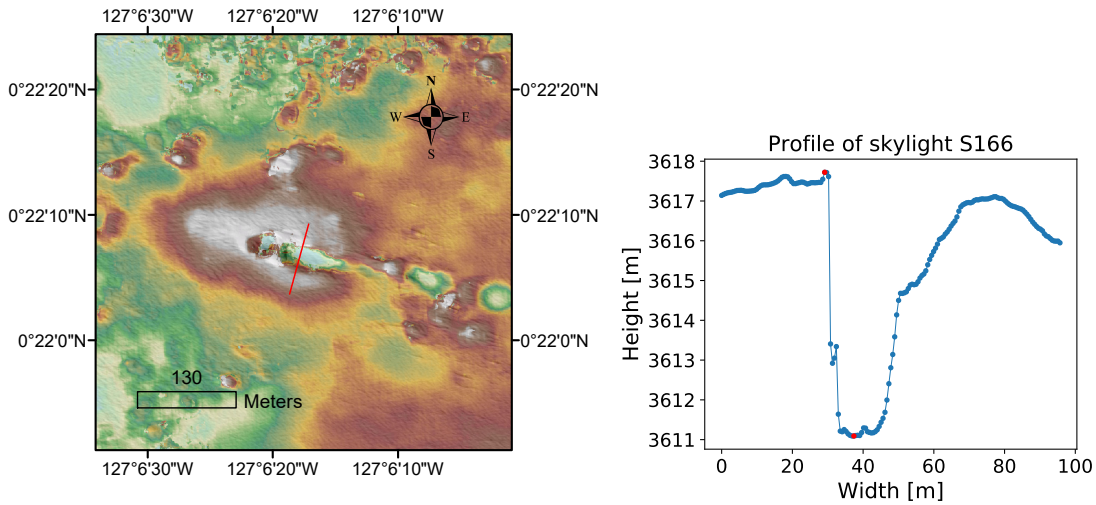 127°6'30"W 127°6'20"W 127°6'10"W
0°22'20"N 0°22'20"N
N
W E
S
0°22'10"N 0°22'10"N
0°22'0"N 0°22'0"N
130
Meters
127°6'30"W 127°6'20"W 127°6'10"W
Profile of skylight S166
3618
3617
3616
3615
3614
3613
3612
3611
Height [m]
0 20 40 60 80 100
Width [m]